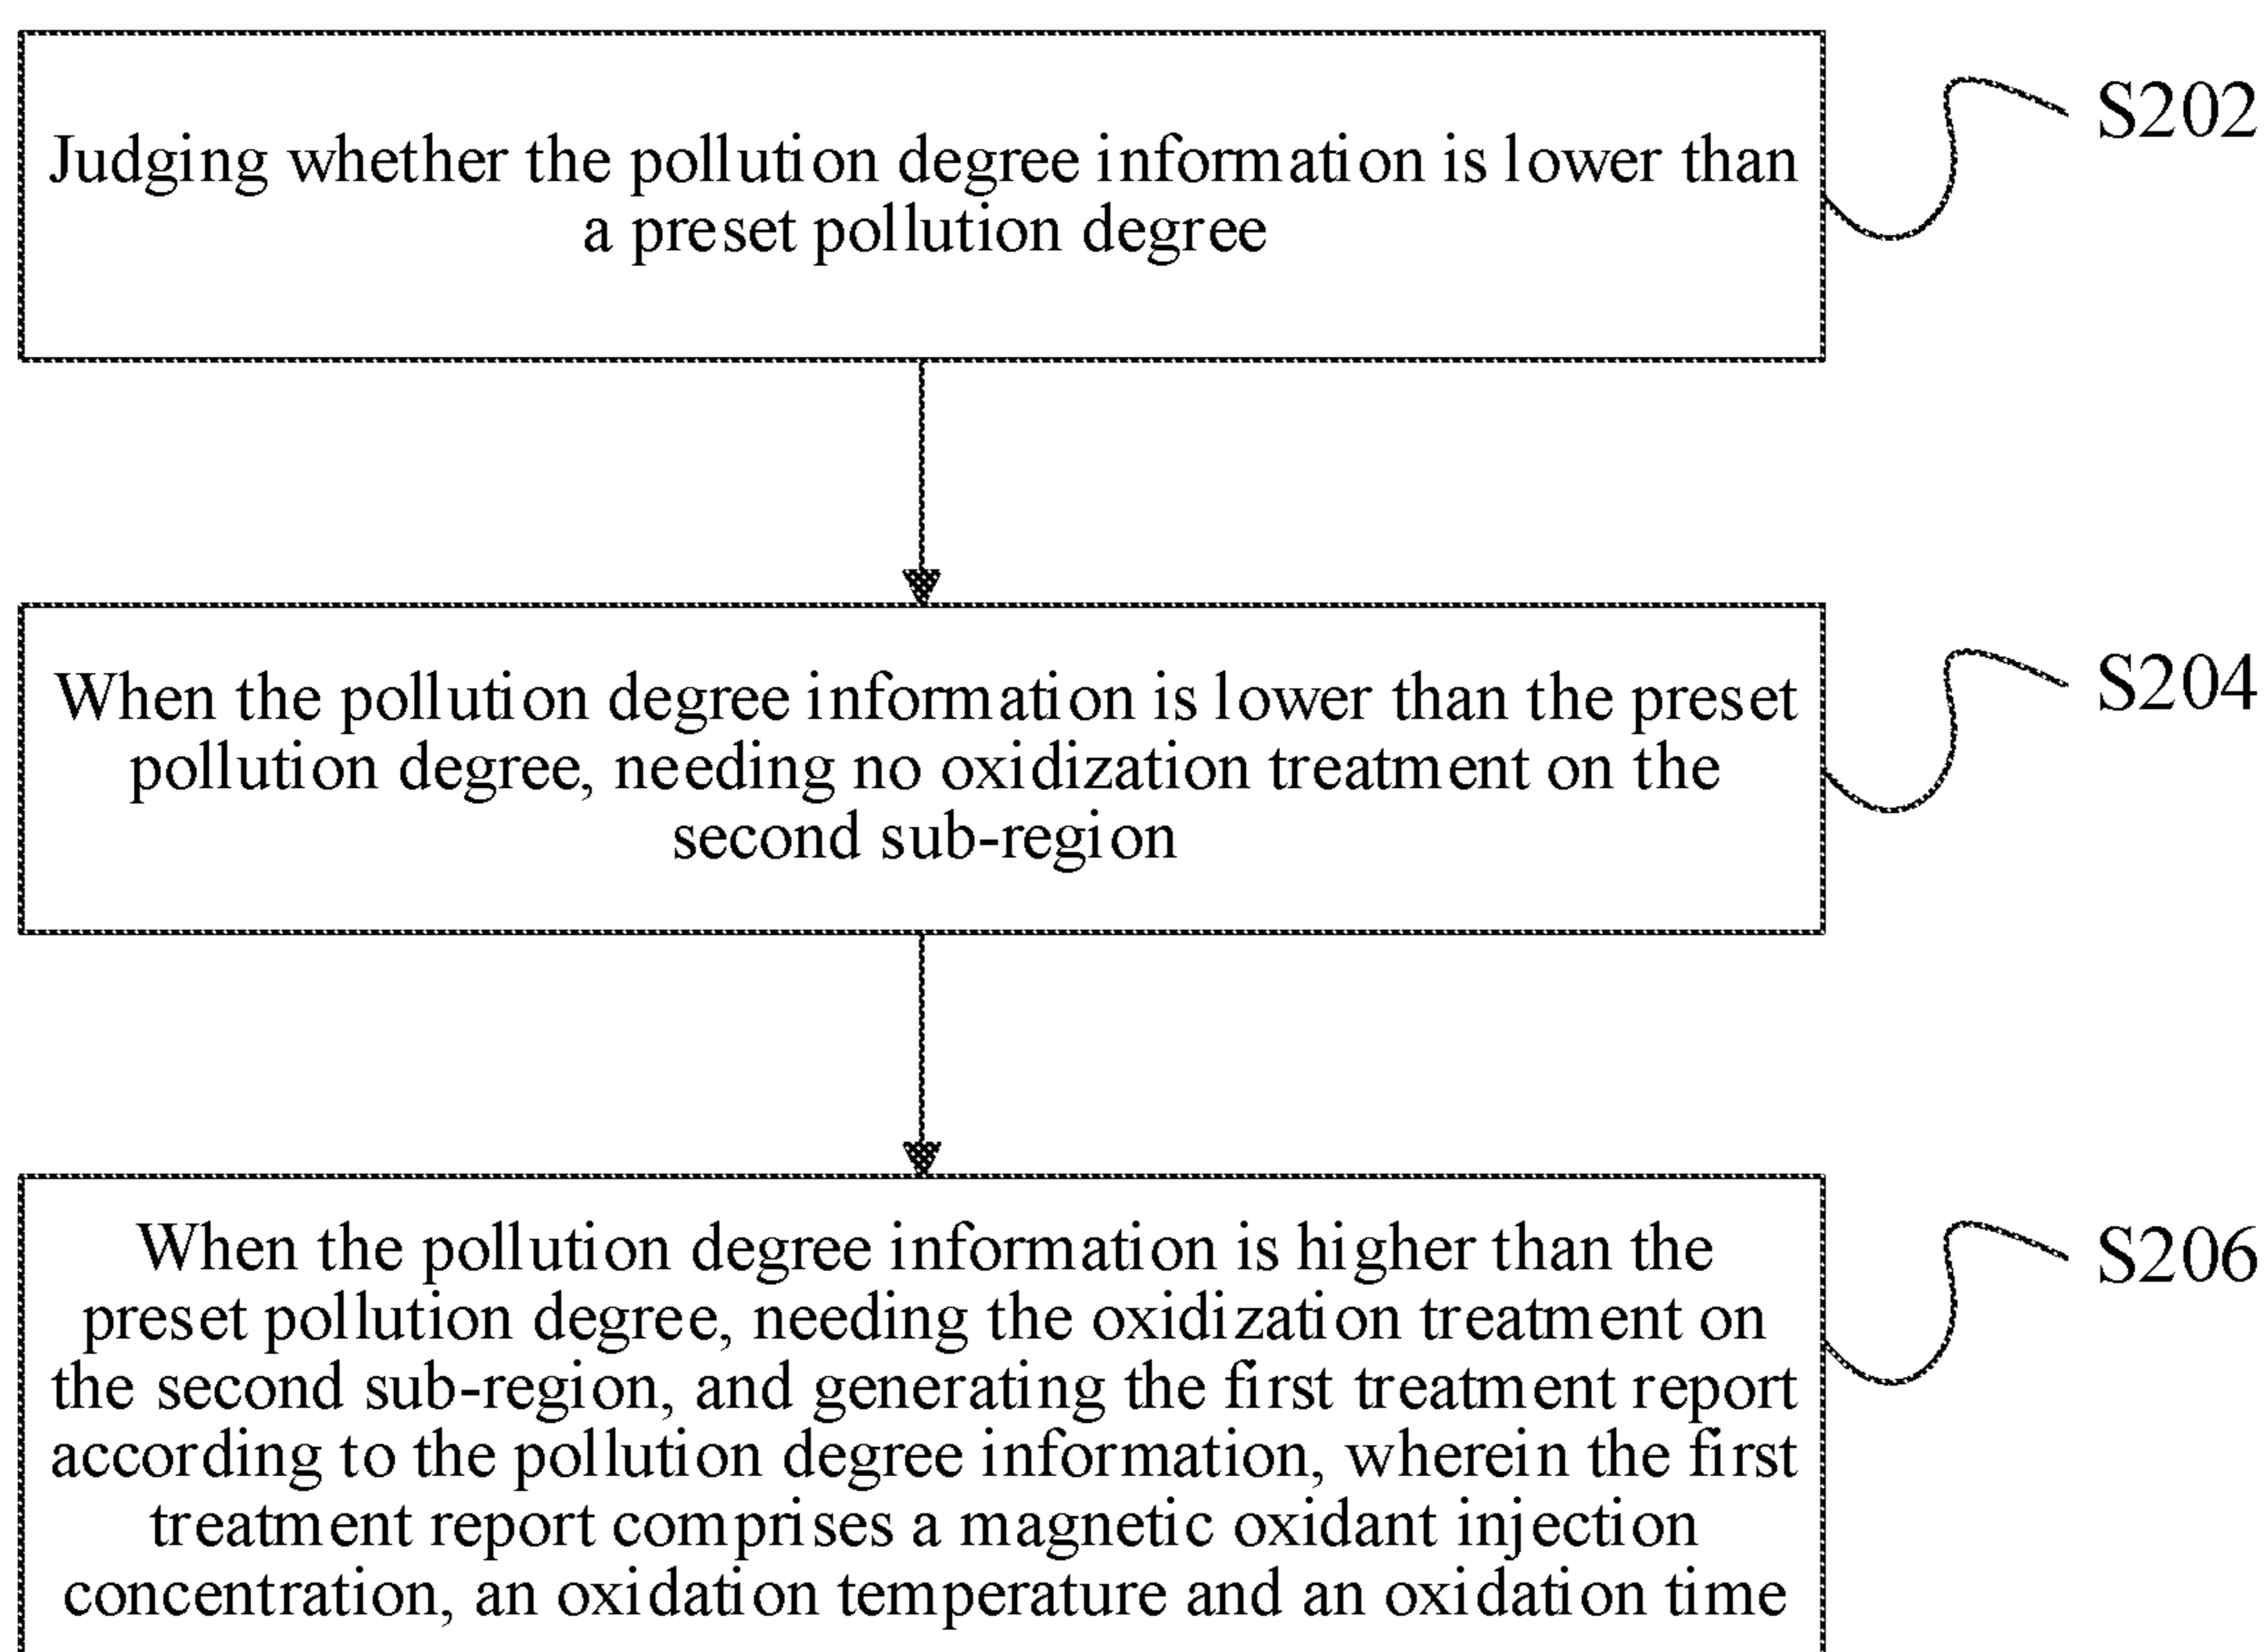 Judging whether the pollution degree information is lower than
a preset pollution degree
S202
When the pollution degree information is lower than the preset
pollution degree, needing no oxidization treatment on the
second sub-region
S204
When the pollution degree information is higher than the
preset pollution degree, needing the oxidization treatment on
the second sub-region, and generating the first treatment report
according to the pollution degree information, wherein the first
treatment report comprises a magnetic oxidant injection
concentration, an oxidation temperature and an oxidation time
S206